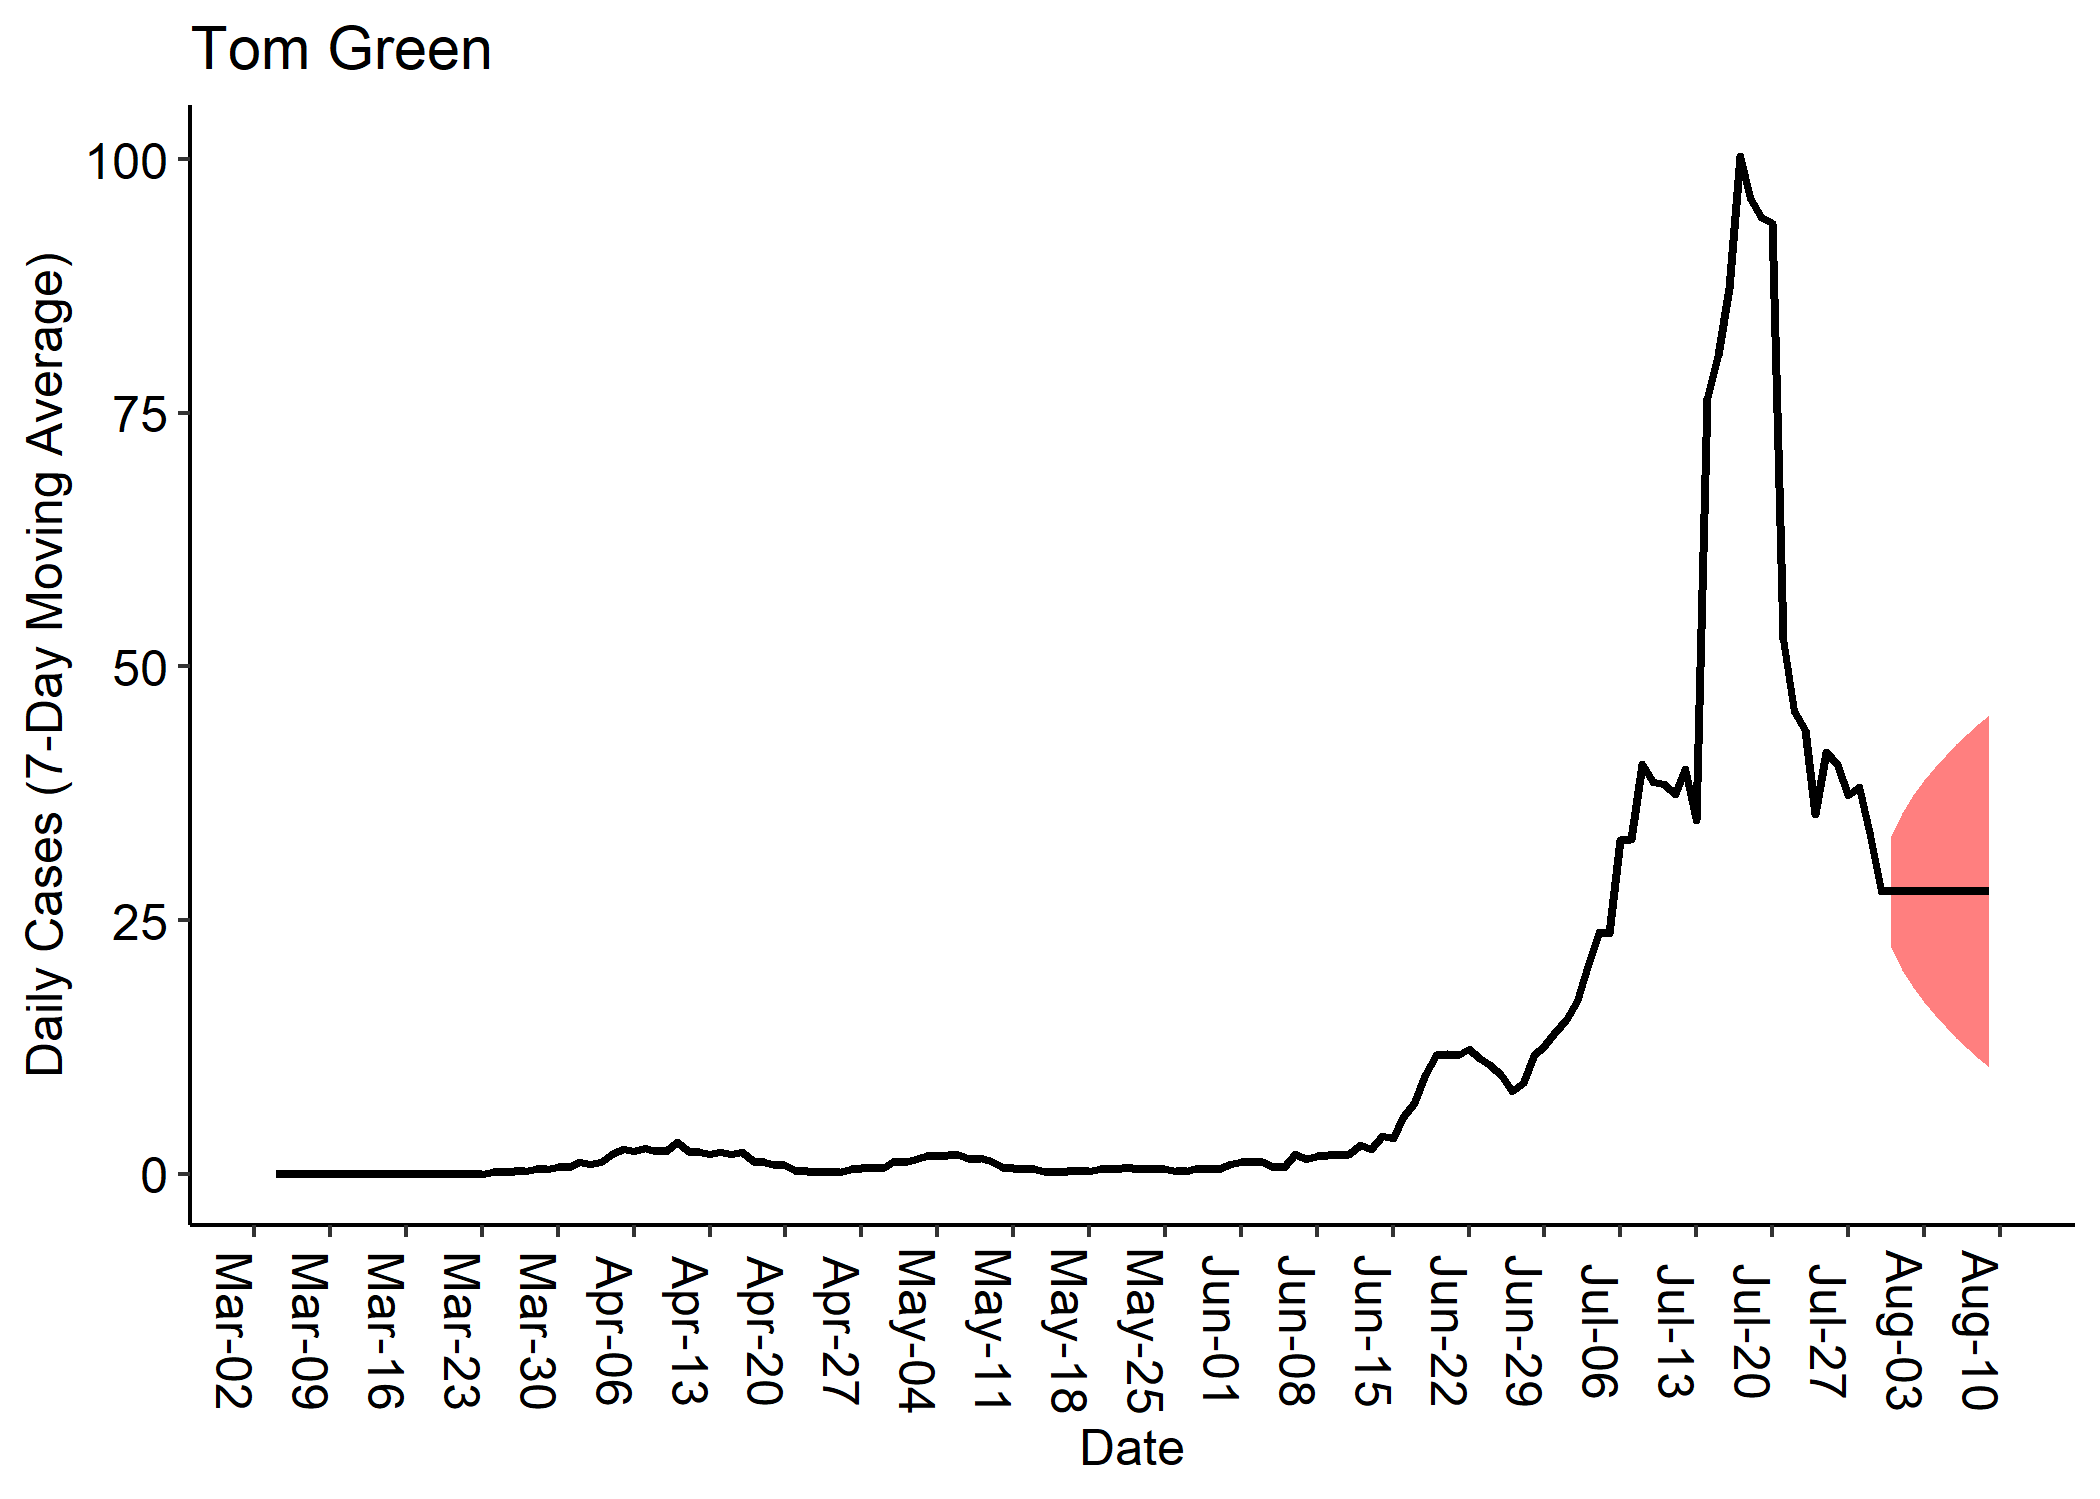 Tom Green
Daily Cases (7-Day Moving Average)
100
75
50
25
0
Mar-02
Mar-09
Mar-16
Mar-23
Mar-30
Apr-06
Apr-13
Apr-20
Apr-27
May-04
May-11
May-18
May-25
Jun-01
Jun-08
Jun-15
Jun-22
Jun-29
Jul-06
Jul-13
Jul-20
Jul-27
Aug-03
Aug-10
Date